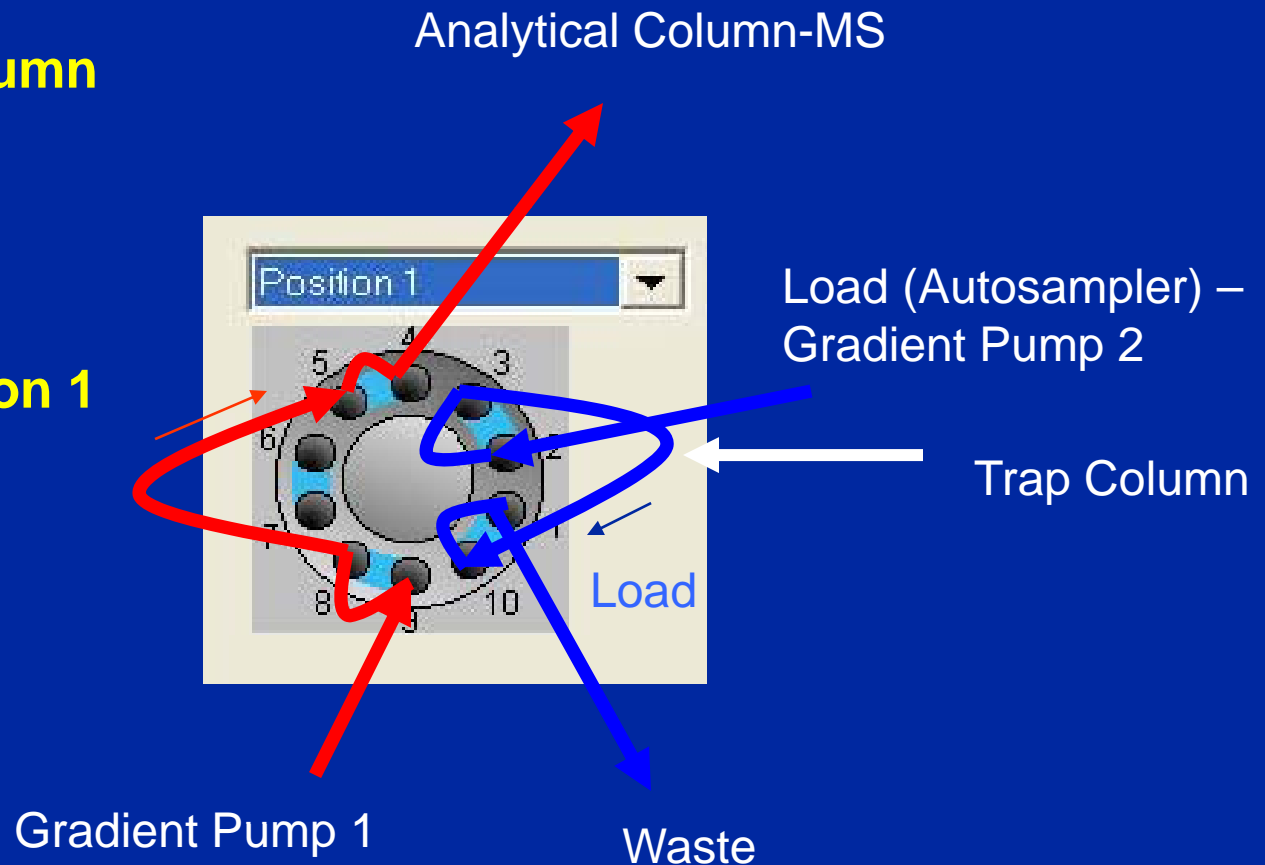 Analytical Column-MS
umn
Position 1
Load (Autosampler) –
Gradient Pump 2
on 1
4
5
3
6
2
Trap Column
7
1
Load
8
10
9
Gradient Pump 1
Waste